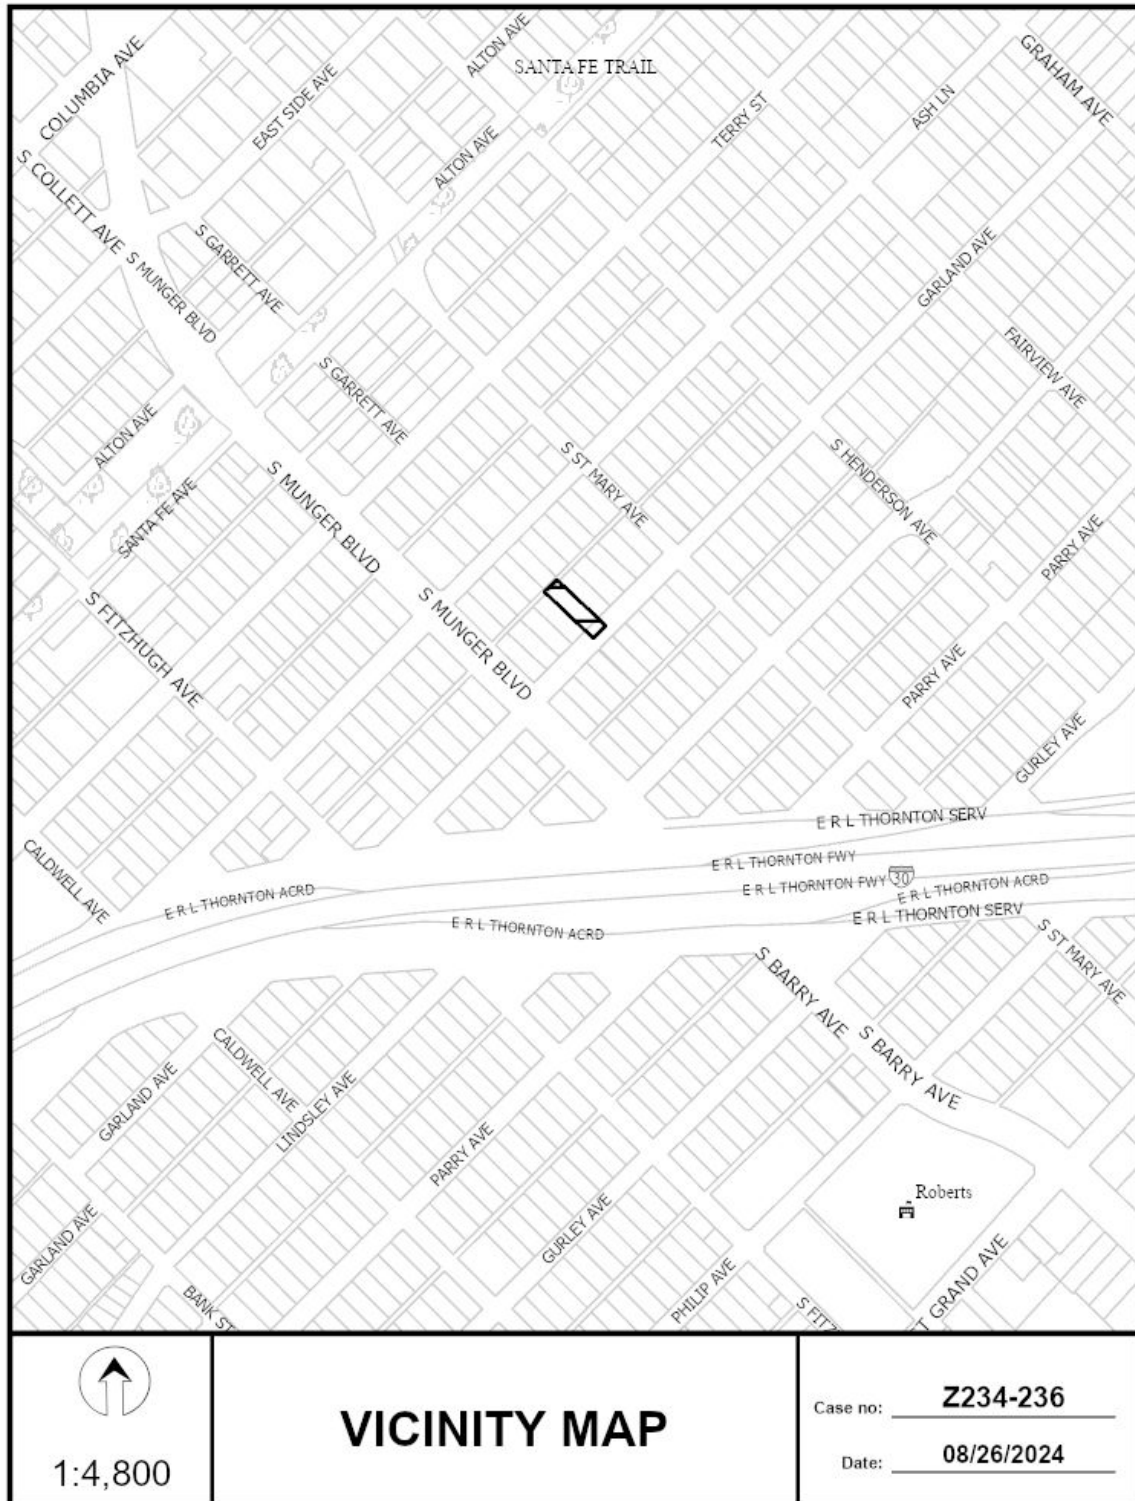 COLUMBIA AVE
EAST SIDE AVE
ALTON AVE
SANTA FE TRAIL
GRAHAM AVE
TERRY ST
ASH LN
ALTON AVE
S COLLETT AVE
S MUNGER BLVD
S GARRETT AVE
GARLAND AVE
FAIRVIEW AVE
S GARRETT AVE
ALTON AVE
S MUNGER BLVD
S ST MARY AVE
S HENDERSON AVE
SANTA FE AVE
PARRY AVE
S FITZHUGH AVE
S MUNGER BLVD
PARRY AVE
GURLEY AVE
E R L THORNTON SERV
CALDWELL AVE
E R L THORNTON FWY
E R L THORNTON ACRD
E R L THORNTON FWY
30
E R L THORNTON ACRD
E R L THORNTON ACRD
E R L THORNTON SERV
S BARRY AVE
S ST MARY AVE
S BARRY AVE
GARLAND AVE
CALDWELL AVE
LINDSLEY AVE
PARRY AVE
Roberts
GARLAND AVE
GURLEY AVE
PHILIP AVE
BANK ST
S FITZ
T GRAND AVE
1:4,800
VICINITY MAP
Case no: Z234-236
Date: 08/26/2024